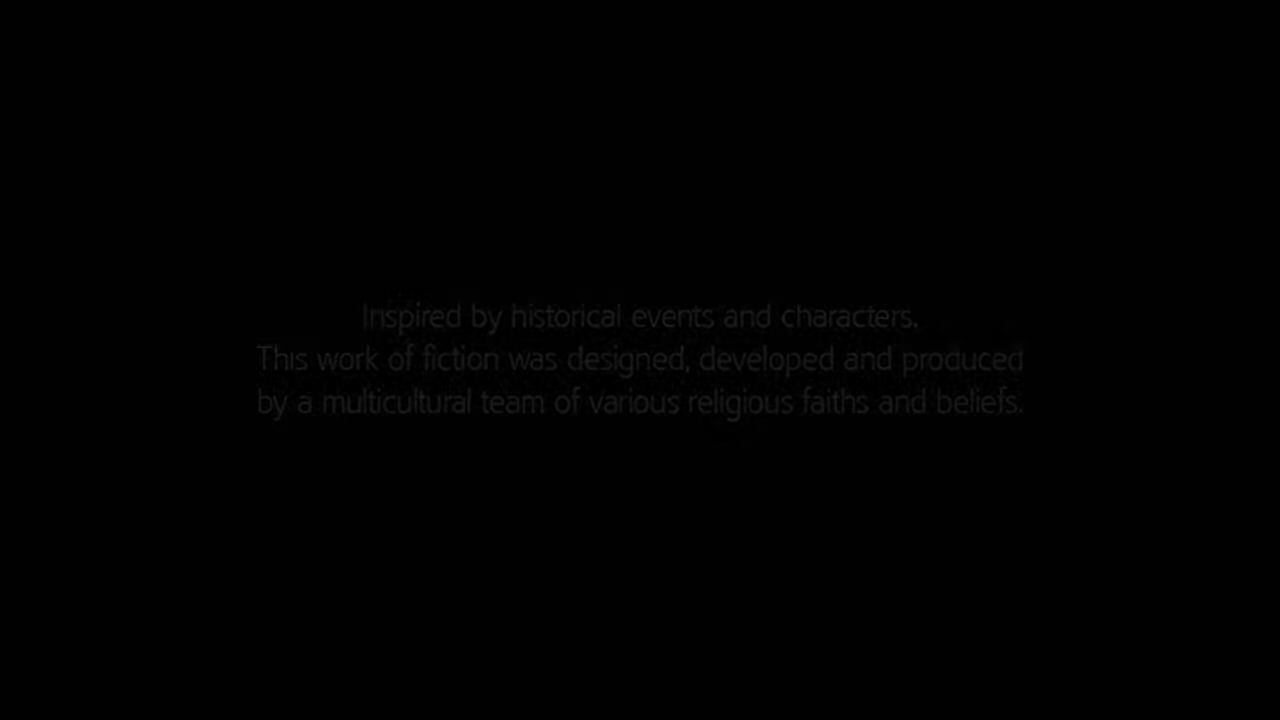 Inspired by historical events and characters.
This work of fiction was designed, developed and produced
by a multicultural team of various religious faiths and beliefs.